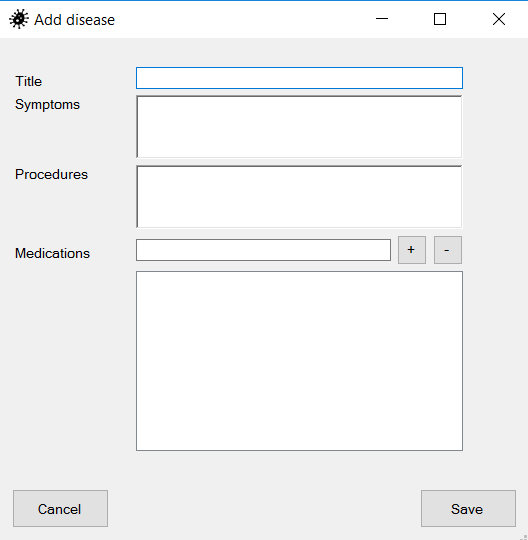 Add disease
Title
Symptoms
Procedures
Medications + -
Cancel Save